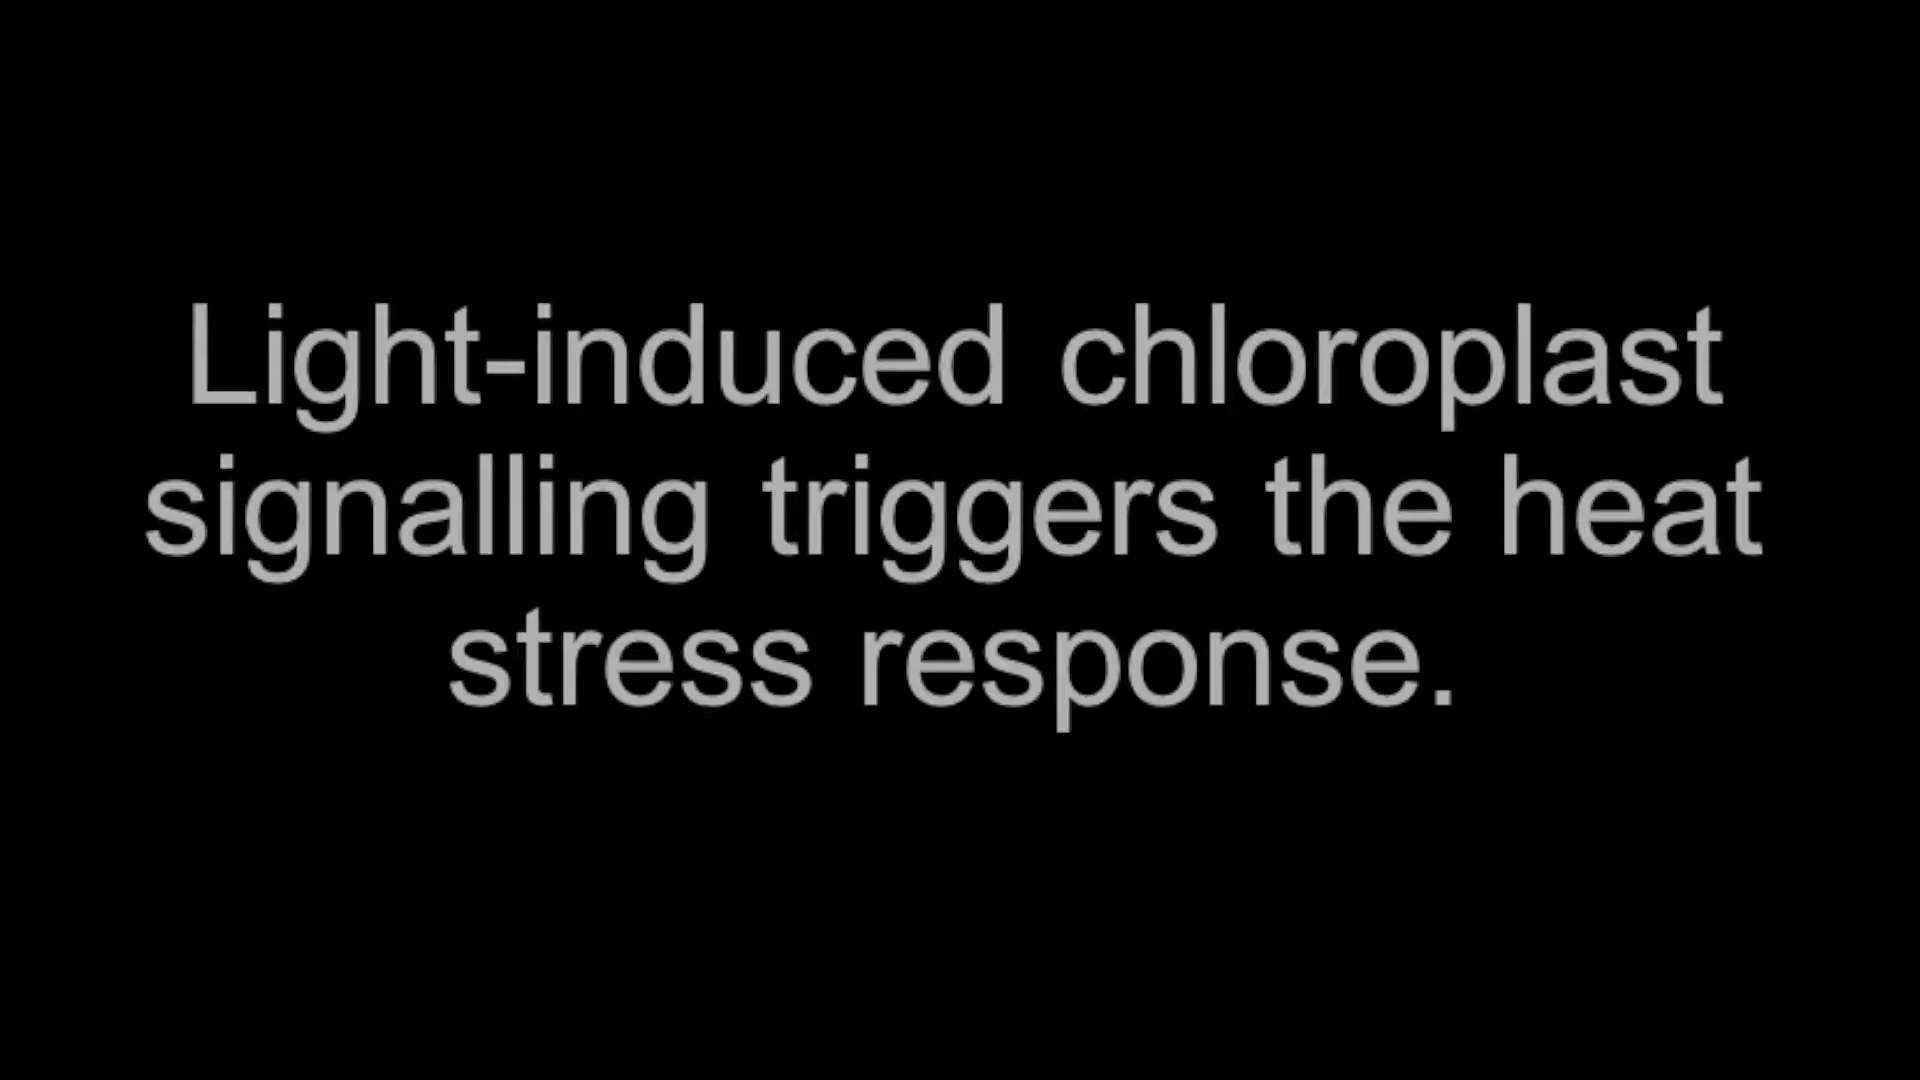 Light-induced chloroplast
signalling triggers the heat
stress response.